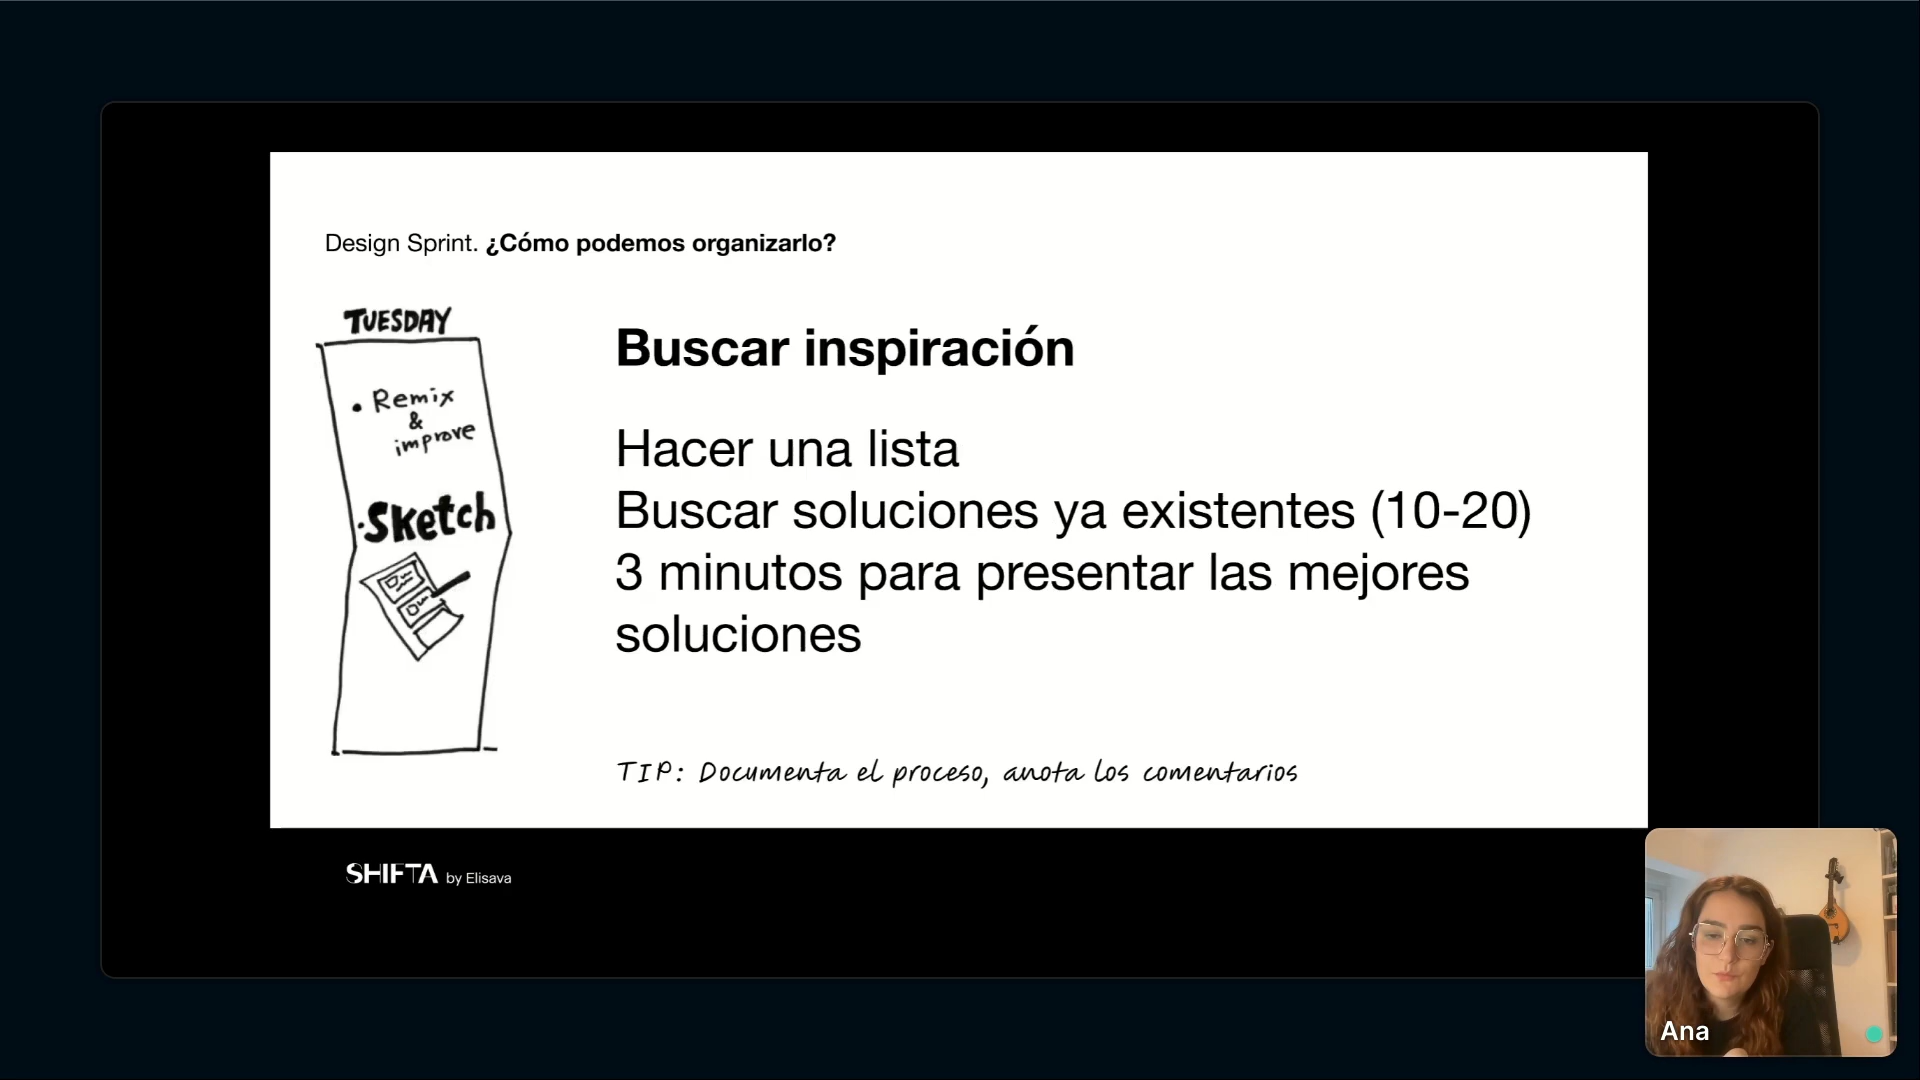 Design Sprint. ¿Cómo podemos organizarlo?
TUESDAY
• Remix
&
improve
·Sketch
Buscar inspiración
Hacer una lista
Buscar soluciones ya existentes (10-20)
3 minutos para presentar las mejores
soluciones
TIP: Documenta el proceso, anota los comentarios
SHIFTA by Elisava
Ana